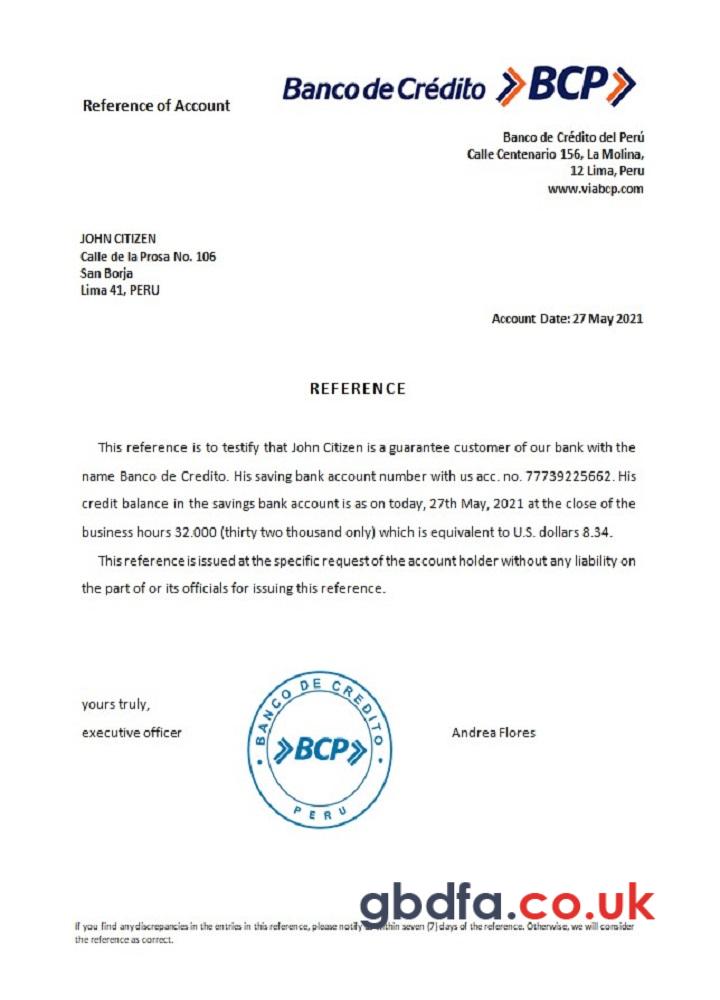 Reference of Account
Banco de Crédito BCP
Banco de Crédito del Perú
Calle Centenario 156, La Molina,
12 Lima, Peru
www.viabcp.com
JOHN CITIZEN
Calle de la Prosa No. 106
San Borja
Lima 41, PERU
Account Date: 27 May 2021
REFERENCE
This reference is to testify that John Citizen is a guarantee customer of our bank with the
name Banco de Credito. His saving bank account number with us acc. no. 77739225662. His
credit balance in the savings bank account is as on today, 27th May, 2021 at the close of the
business hours 32.000 (thirty two thousand only) which is equivalent to U.S. dollars 8.34.
This reference is issued at the specific request of the account holder without any liability on
the part of or its officials for issuing this reference.
yours truly,
executive officer
BANCO DE CREDITO
BCP
PERU
Andrea Flores
gbdfa.co.uk
If you find any discrepancies in the entries in this reference, please notify within seven (7) days of the reference. Otherwise, we will consider
the reference as correct.